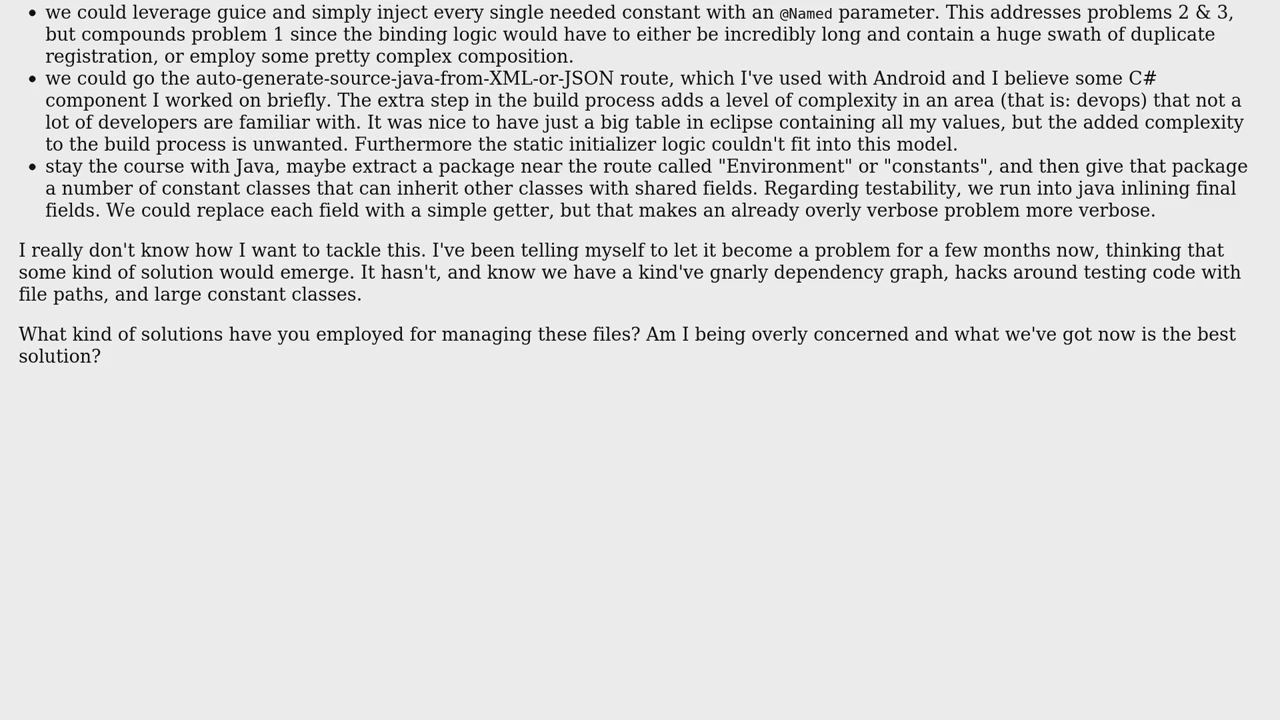 • we could leverage guice and simply inject every single needed constant with an @Named parameter. This addresses problems 2 & 3,
but compounds problem 1 since the binding logic would have to either be incredibly long and contain a huge swath of duplicate
registration, or employ some pretty complex composition.
• we could go the auto-generate-source-java-from-XML-or-JSON route, which I've used with Android and I believe some C#
component I worked on briefly. The extra step in the build process adds a level of complexity in an area (that is: devops) that not a
lot of developers are familiar with. It was nice to have just a big table in eclipse containing all my values, but the added complexity
to the build process is unwanted. Furthermore the static initializer logic couldn't fit into this model.
• stay the course with Java, maybe extract a package near the route called "Environment" or "constants", and then give that package
a number of constant classes that can inherit other classes with shared fields. Regarding testability, we run into java inlining final
fields. We could replace each field with a simple getter, but that makes an already overly verbose problem more verbose.
I really don't know how I want to tackle this. I've been telling myself to let it become a problem for a few months now, thinking that
some kind of solution would emerge. It hasn't, and know we have a kind've gnarly dependency graph, hacks around testing code with
file paths, and large constant classes.
What kind of solutions have you employed for managing these files? Am I being overly concerned and what we've got now is the best
solution?